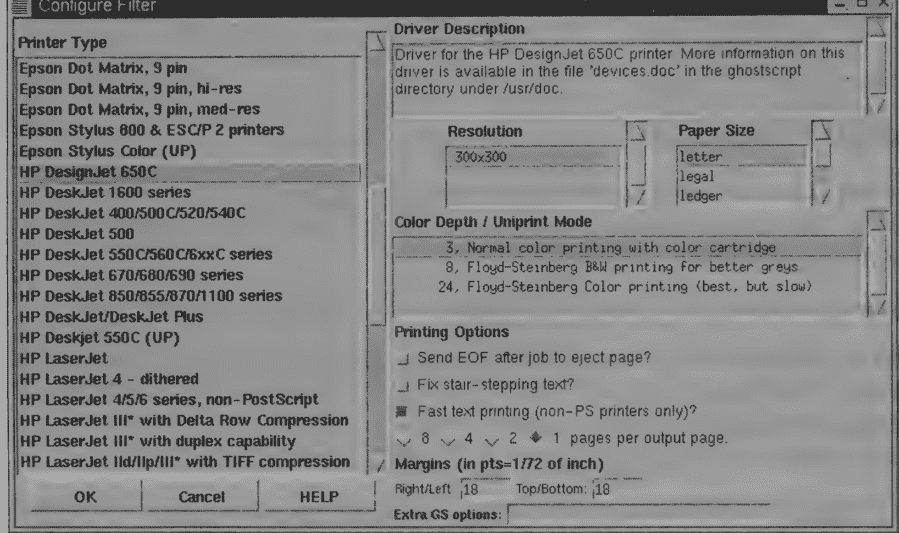 Configure Filter
Printer Type
Epson Dot Matrix, 9 pin
Epson Dot Matrix, 9 pin, hi-res
Epson Dot Matrix, 9 pin, med-res
Epson Stylus 800 & ESC/P 2 printers
Epson Stylus Color (UP)
HP DesignJet 650C
HP DeskJet 1600 series
HP DeskJet 400/500C/520/540C
HP DeskJet 500
HP DeskJet 550C/560C/6xxC series
HP DeskJet 670/680/690 series
HP DeskJet 850/855/870/1100 series
HP DeskJet/DeskJet Plus
HP Deskjet 550C (UP)
HP LaserJet
HP LaserJet 4 - dithered
HP LaserJet 4/5/6 series, non-PostScript
HP LaserJet III* with Delta Row Compression
HP LaserJet III* with duplex capability
HP LaserJet IId/IIp/III* with TIFF compression
OK Cancel HELP
Driver Description
Driver for the HP DesignJet 650C printer. More information on this
driver is available in the file 'devices.doc' in the ghostscript
directory under /usr/doc.
Resolution
300x300
Paper Size
letter
legal
ledger
Color Depth / Uniprint Mode
3, Normal color printing with color cartridge
8, Floyd-Steinberg B&W printing for better greys
24, Floyd-Steinberg Color printing (best, but slow)
Printing Options
Send EOF after job to eject page?
Fix stair-stepping text?
Fast text printing (non-PS printers only)?
8 4 2 1 pages per output page.
Margins (in pts=1/72 of inch)
Right/Left 18 Top/Bottom: 18
Extra GS options: